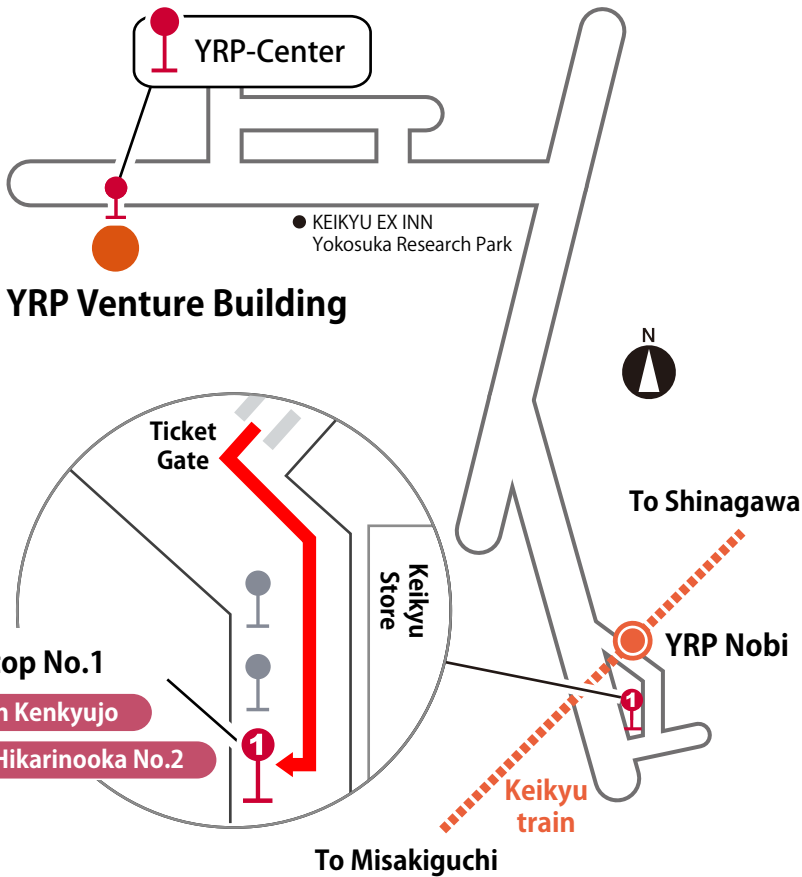 YRP-Center
KEIKYU EX INN
Yokosuka Research Park
YRP Venture Building
N
Ticket
Gate
To Shinagawa
Keikyu
Store
YRP Nobi
No.1
1
Kenkyujo
Hikarinooka No.2
1
Keikyu
train
To Misakiguchi